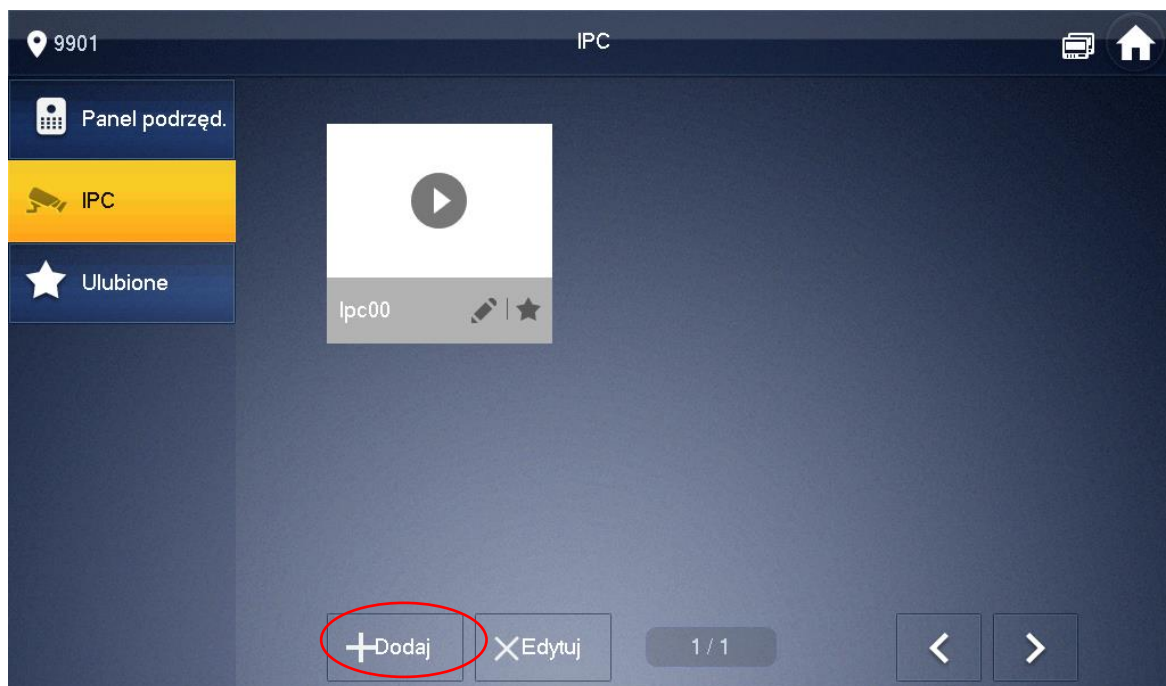 9901
IPC
Panel podrzęd.
IPC
Ulubione
Ipc00
Dodaj
Edytuj
1 / 1